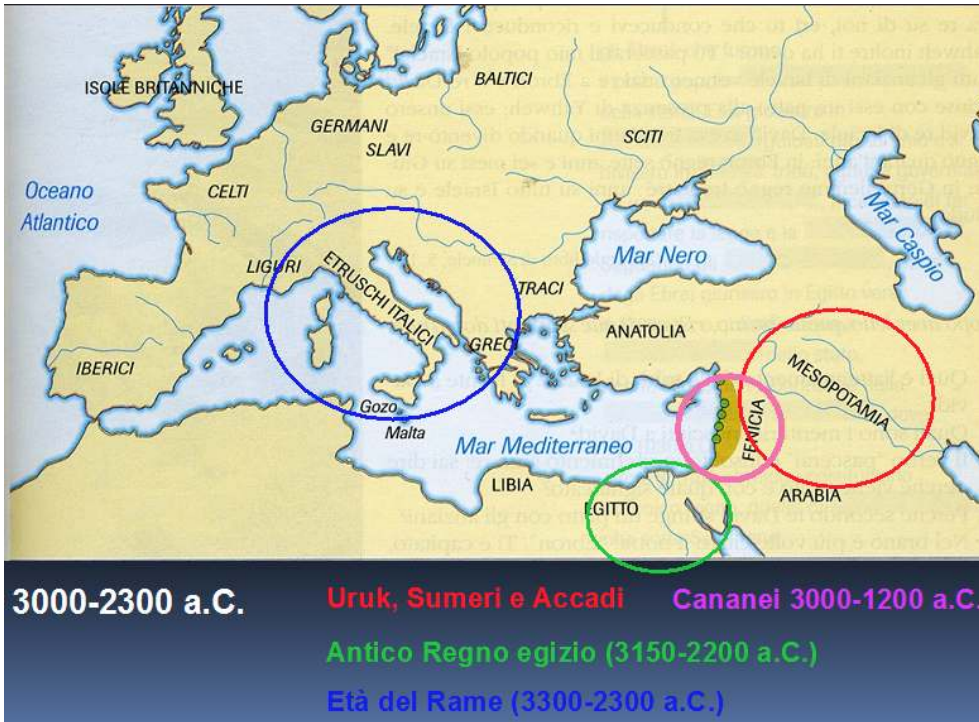 ISOLE BRITANNICHE
BALTICI
GERMANI
SLAVI
SCITI
Oceano
Atlantico
CELTI
Mar Nero
Mar Caspio
LIGURI
ETRUSCHI ITALICI
TRACI
ANATOLIA
IBERICI
GRECI
MESOPOTAMIA
Gozo
Malta
Mar Mediterraneo
FENICIA
LIBIA
EGITTO
ARABIA
3000-2300 a.C.
Uruk, Sumeri e Accadi
Cananei 3000-1200 a.C.
Antico Regno egizio (3150-2200 a.C.)
Età del Rame (3300-2300 a.C.)